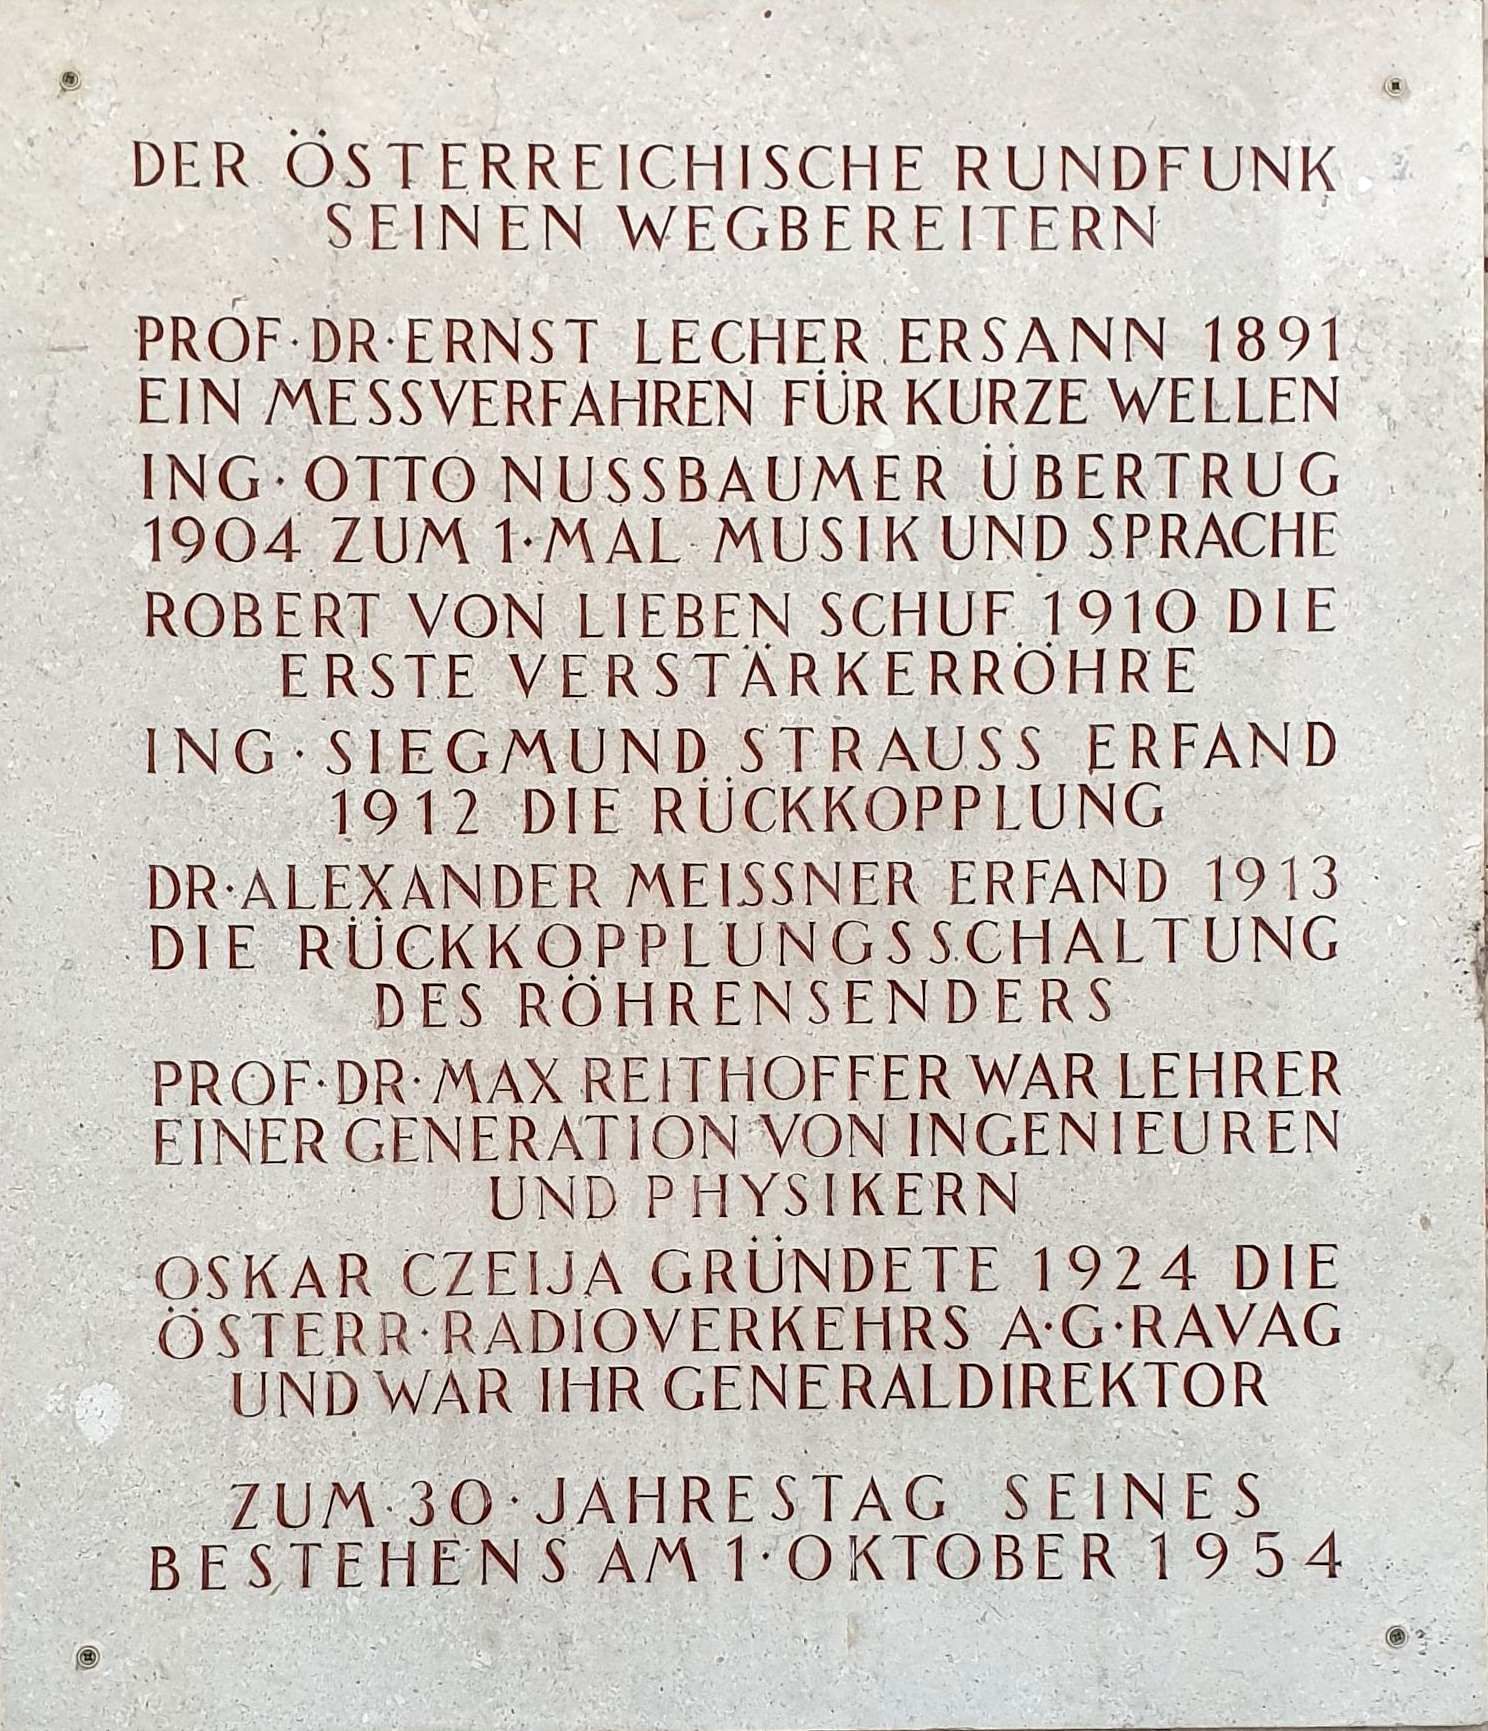 DER ÖSTERREICHISCHE RUNDFUNK
SEINEN WEGBEREITERN
PROF·DR·ERNST LECHER ERSANN 1891
EIN MESSVERFAHREN FÜR KURZE WELLEN
ING·OTTO NUSSBAUMER ÜBERTRUG
1904 ZUM 1·MAL MUSIK UND SPRACHE
ROBERT VON LIEBEN SCHUF 1910 DIE
ERSTE VERSTÄRKERRÖHRE
ING·SIEGMUND STRAUSS ERFAND
1912 DIE RÜCKKOPPLUNG
DR·ALEXANDER MEISSNER ERFAND 1913
DIE RÜCKKOPPLUNGSSCHALTUNG
DES RÖHRENSENDERS
PROF·DR·MAX REITHOFFER WAR LEHRER
EINER GENERATION VON INGENIEUREN
UND PHYSIKERN
OSKAR CZEIJA GRÜNDETE 1924 DIE
ÖSTERR·RADIOVERKEHRS A·G·RAVAG
UND WAR IHR GENERALDIREKTOR
ZUM·30·JAHRESTAG SEINES
BESTEHENS AM 1·OKTOBER 1954